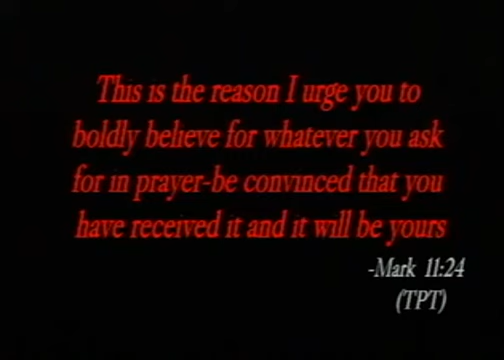 This is the reason I urge you to
boldly believe for whatever you ask
for in prayer-be convinced that you
have received it and it will be yours
-Mark 11:24
(TPT)